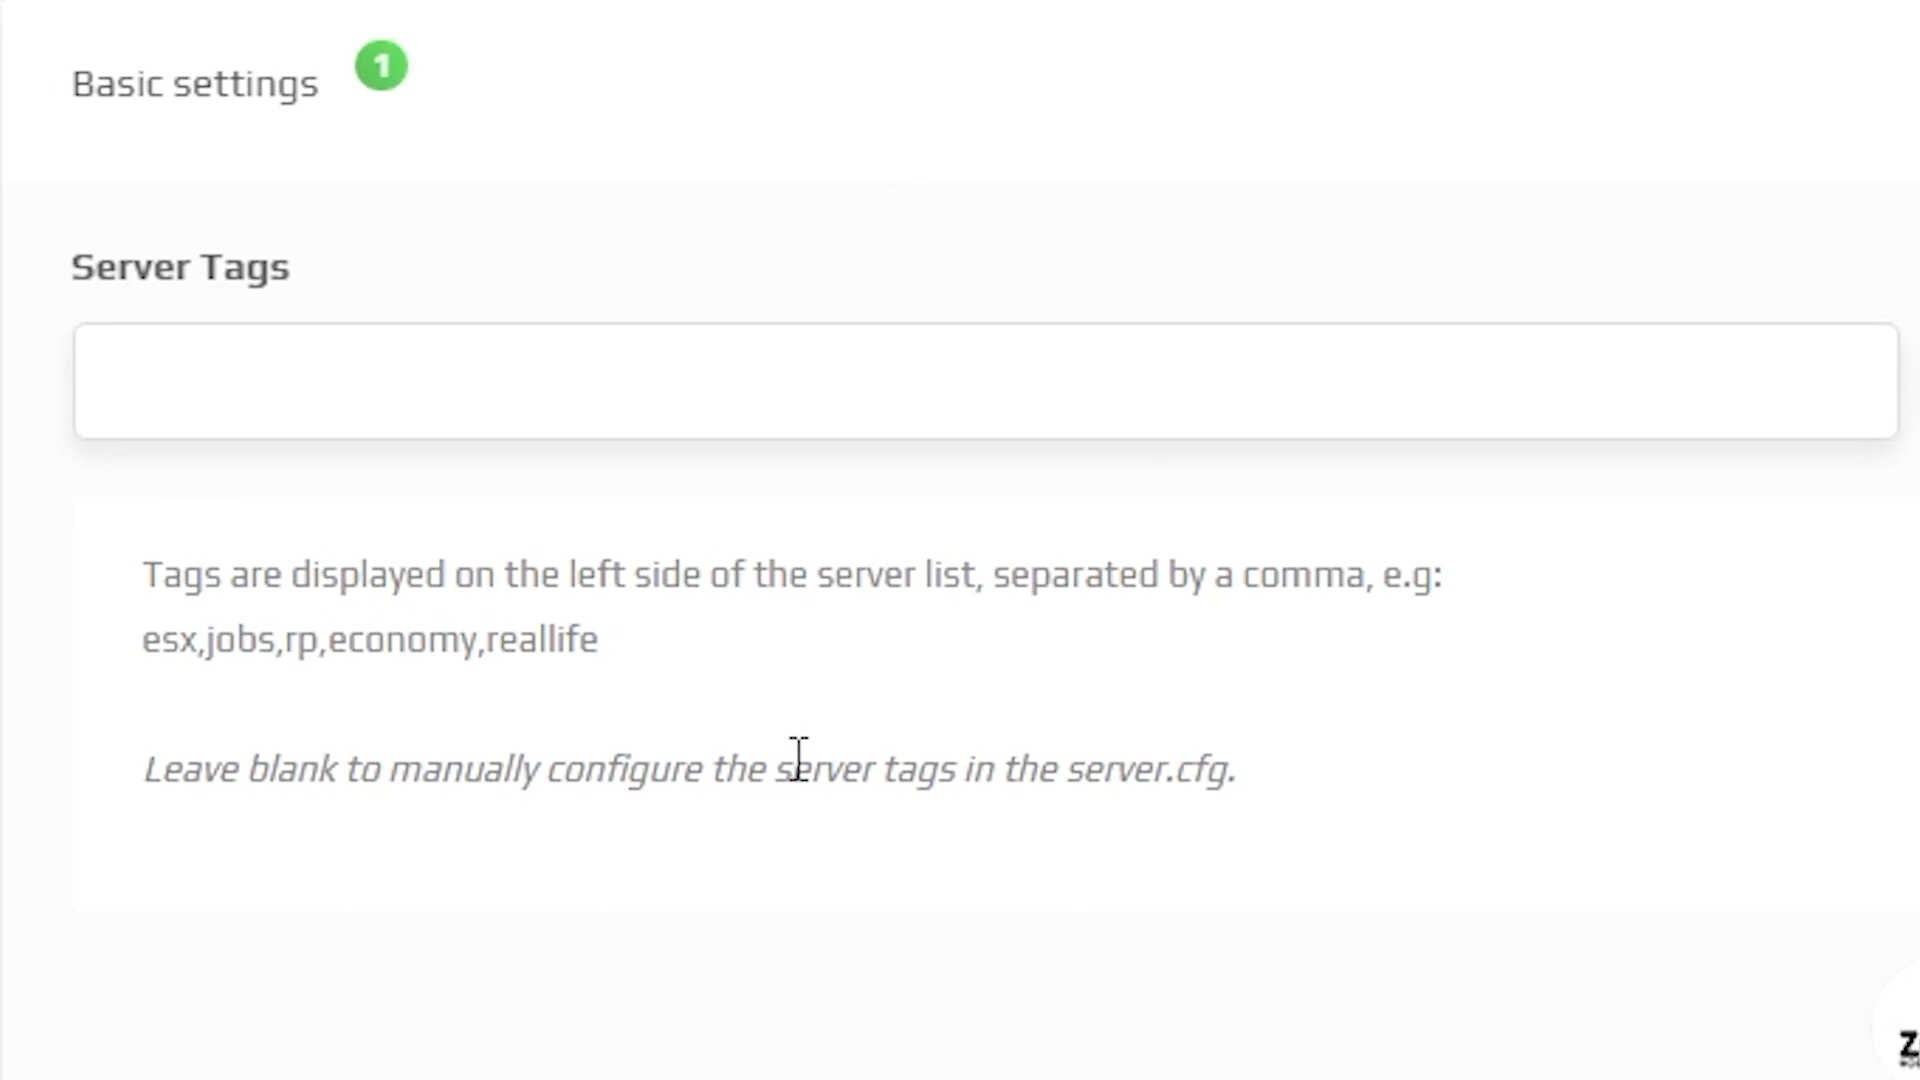 Basic settings 1
Server Tags
Tags are displayed on the left side of the server list, separated by a comma, e.g:
esx,jobs,rp,economy,reallife
Leave blank to manually configure the server tags in the server.cfg.